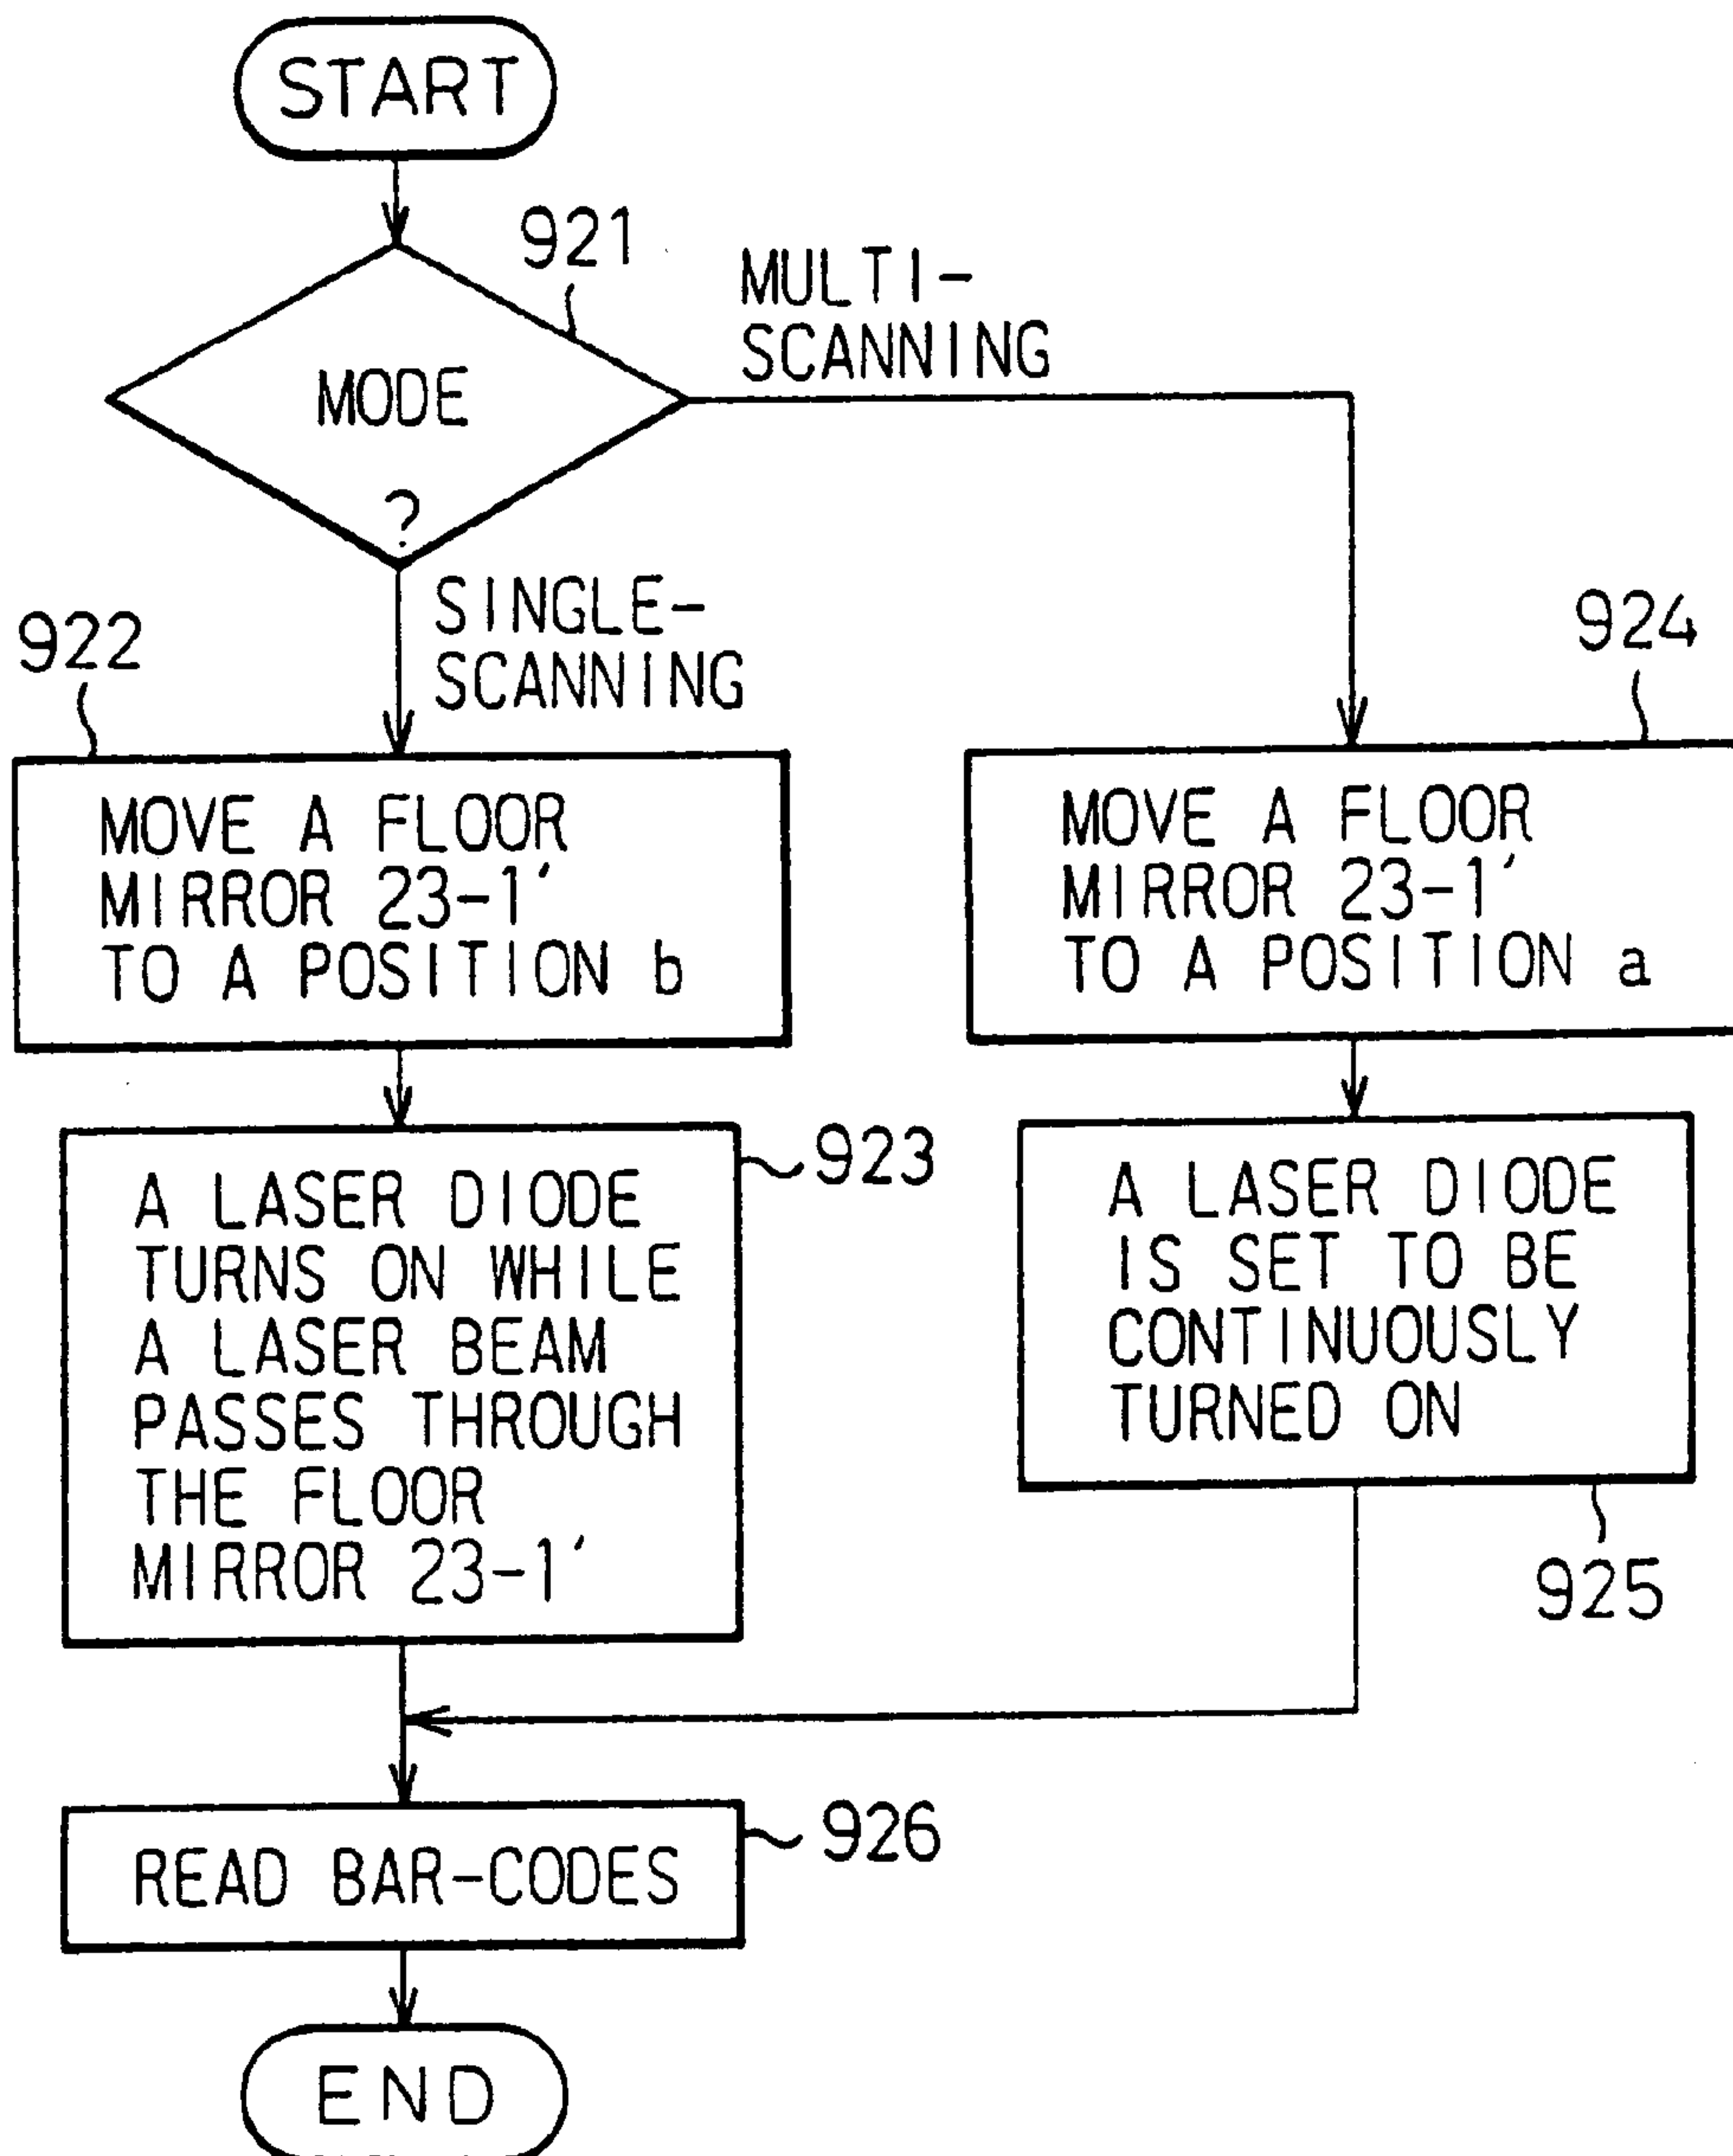 START
921
MODE
?
MULTI-
SCANNING
SINGLE-
SCANNING
922
MOVE A FLOOR
MIRROR 23-1′
TO A POSITION b
924
MOVE A FLOOR
MIRROR 23-1′
TO A POSITION a
923
A LASER DIODE
TURNS ON WHILE
A LASER BEAM
PASSES THROUGH
THE FLOOR
MIRROR 23-1′
A LASER DIODE
IS SET TO BE
CONTINUOUSLY
TURNED ON
925
READ BAR-CODES
926
END